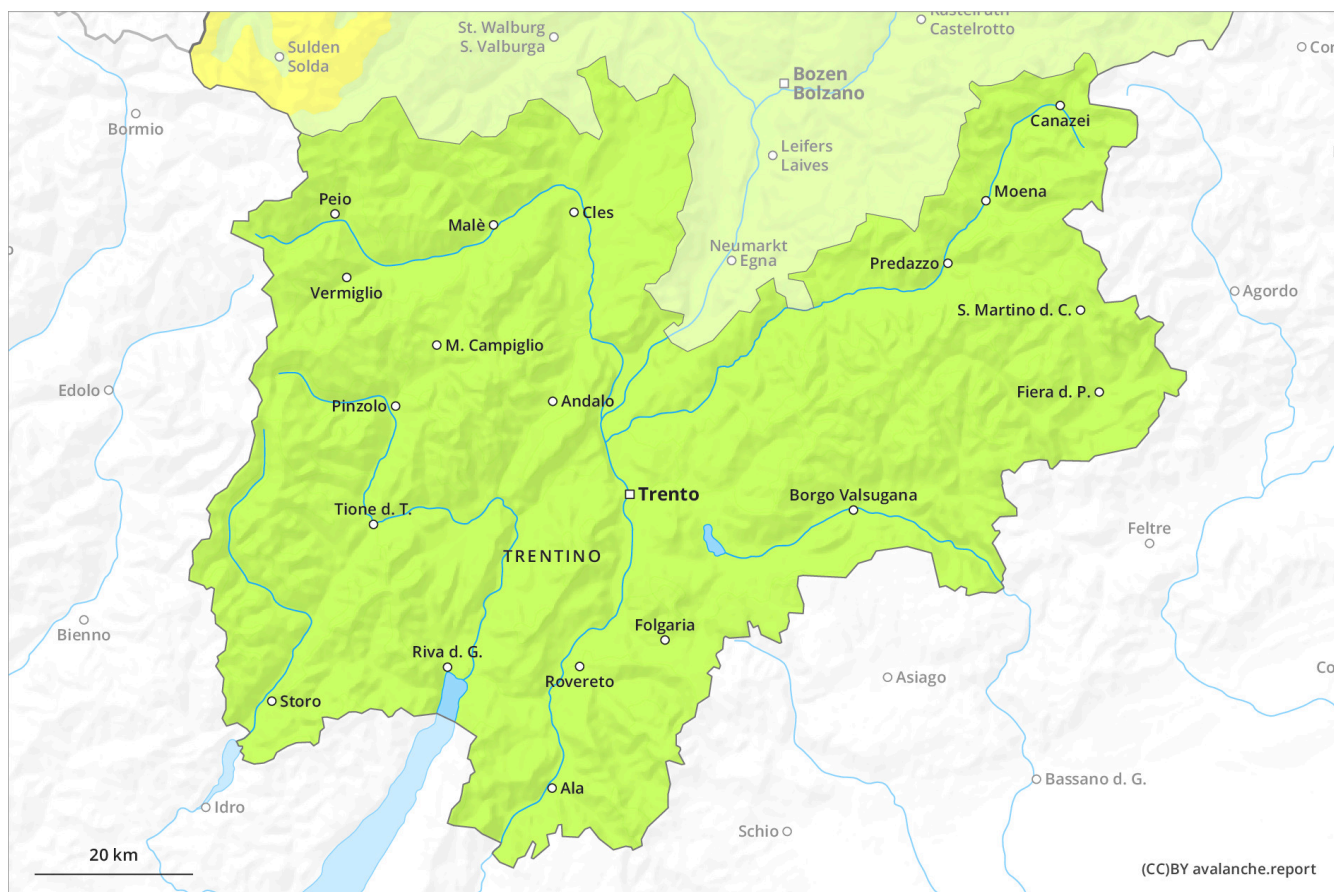 Kastelruth
Castelrotto
St. Walburg
S. Valburga
Sulden
Solda
Bozen
Bolzano
Bormio
Canazei
Leifers
Laives
Peio
Malè
Cles
Moena
Neumarkt
Egna
Predazzo
Vermiglio
Agordo
S. Martino d. C.
M. Campiglio
Edolo
Pinzolo
Andalo
Fiera d. P.
Trento
Borgo Valsugana
Tione d. T.
Feltre
TRENTINO
Bienno
Folgaria
Riva d. G.
Rovereto
Asiago
Storo
Ala
Bassano d. G.
Idro
Schio
20 km
(CC)BY avalanche.report